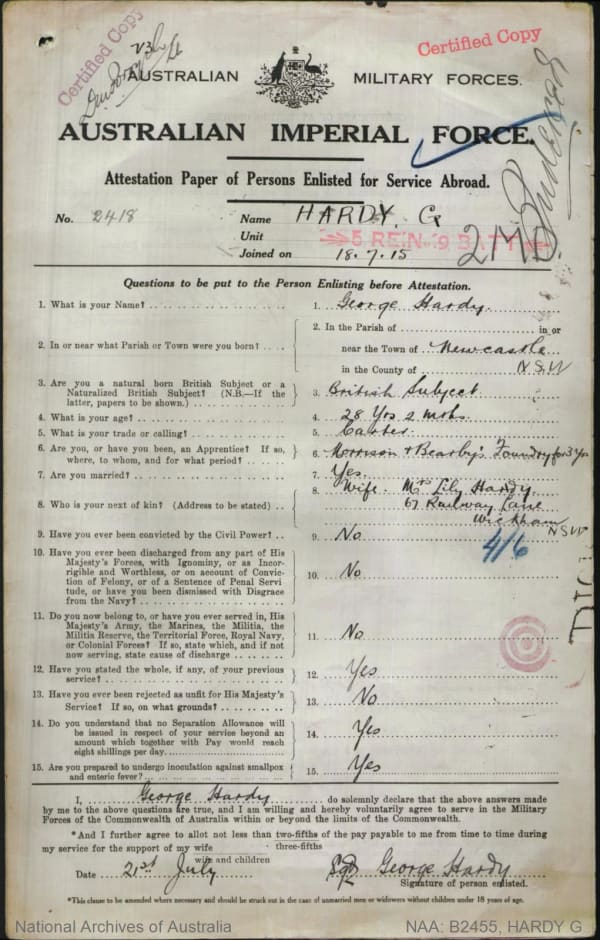 Certified Copy
Certified Copy
AUSTRALIAN MILITARY FORCES.
AUSTRALIAN IMPERIAL FORCE.
Attestation Paper of Persons Enlisted for Service Abroad.
No. 2418 Name HARDY, G
Unit 5 REIN. 9 BATTN
Joined on 18.7.15
Questions to be put to the Person Enlisting before Attestation.
1. What is your Name? 1. George Hardy.
2. In or near what Parish or Town were you born? 2. In the Parish of in or
near the Town of Newcastle
in the County of N.S.W
3. Are you a natural born British Subject or a
Naturalized British Subject? (N.B.—If the
latter, papers to be shown.) 3. British Subject.
4. What is your age? 4. 28 Yrs 2 mths.
5. What is your trade or calling? 5.
6. Are you, or have you been, an Apprentice? If so,
where, to whom, and for what period? 6. Morrison & Bearby's Foundry for 3 Yrs
7. Are you married? 7. Yes.
8. Who is your next of kin? (Address to be stated) 8. Wife. Mrs Lily Hardy.
67 Railway Lane
Wickham
N S W
9. Have you ever been convicted by the Civil Power? 9. No
4/6
10. Have you ever been discharged from any part of His
Majesty's Forces, with Ignominy, or as Incor-
rigible and Worthless, or on account of Convic-
tion of Felony, or of a Sentence of Penal Servi
tude, or have you been dismissed with Disgrace
from the Navy? 10. No
11. Do you now belong to, or have you ever served in, His
Majesty's Army, the Marines, the Militia, the
Militia Reserve, the Territorial Force, Royal Navy,
or Colonial Forces? If so, state which, and if not
now serving, state cause of discharge 11. No
12. Have you stated the whole, if any, of your previous
service? 12. Yes
13. Have you ever been rejected as unfit for His Majesty's
Service? If so, on what grounds? 13. No
14. Do you understand that no Separation Allowance will
be issued in respect of your service beyond an
amount which together with Pay would reach
eight shillings per day 14. Yes
15. Are you prepared to undergo inoculation against smallpox
and enteric fever? 15. Yes
I, George Hardy do solemnly declare that the above answers made
by me to the above questions are true, and I am willing and hereby voluntarily agree to serve in the Military
Forces of the Commonwealth of Australia within or beyond the limits of the Commonwealth.
*And I further agree to allot not less than two-fifths of the pay payable to me from time to time during
three-fifths
my service for the support of my wife
wife and children
Date 21st July Sgd George Hardy
Signature of person enlisted.
*This clause to be amended where necessary and should be struck out in the case of unmarried men or widowers without children under 18 years of age.
National Archives of Australia NAA: B2455, HARDY G